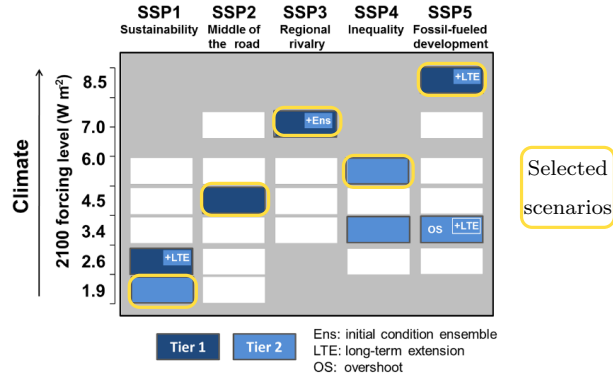 SSP1 SSP2 SSP3 SSP4 SSP5
Sustainability Middle of Regional Inequality Fossil-fueled
the road rivalry development
Climate
2100 forcing level (W m²)
8.5 +LTE
7.0 +Ens
6.0
4.5
3.4 OS +LTE
2.6 +LTE
1.9
Selected
scenarios
Tier 1 Tier 2
Ens: initial condition ensemble
LTE: long-term extension
OS: overshoot